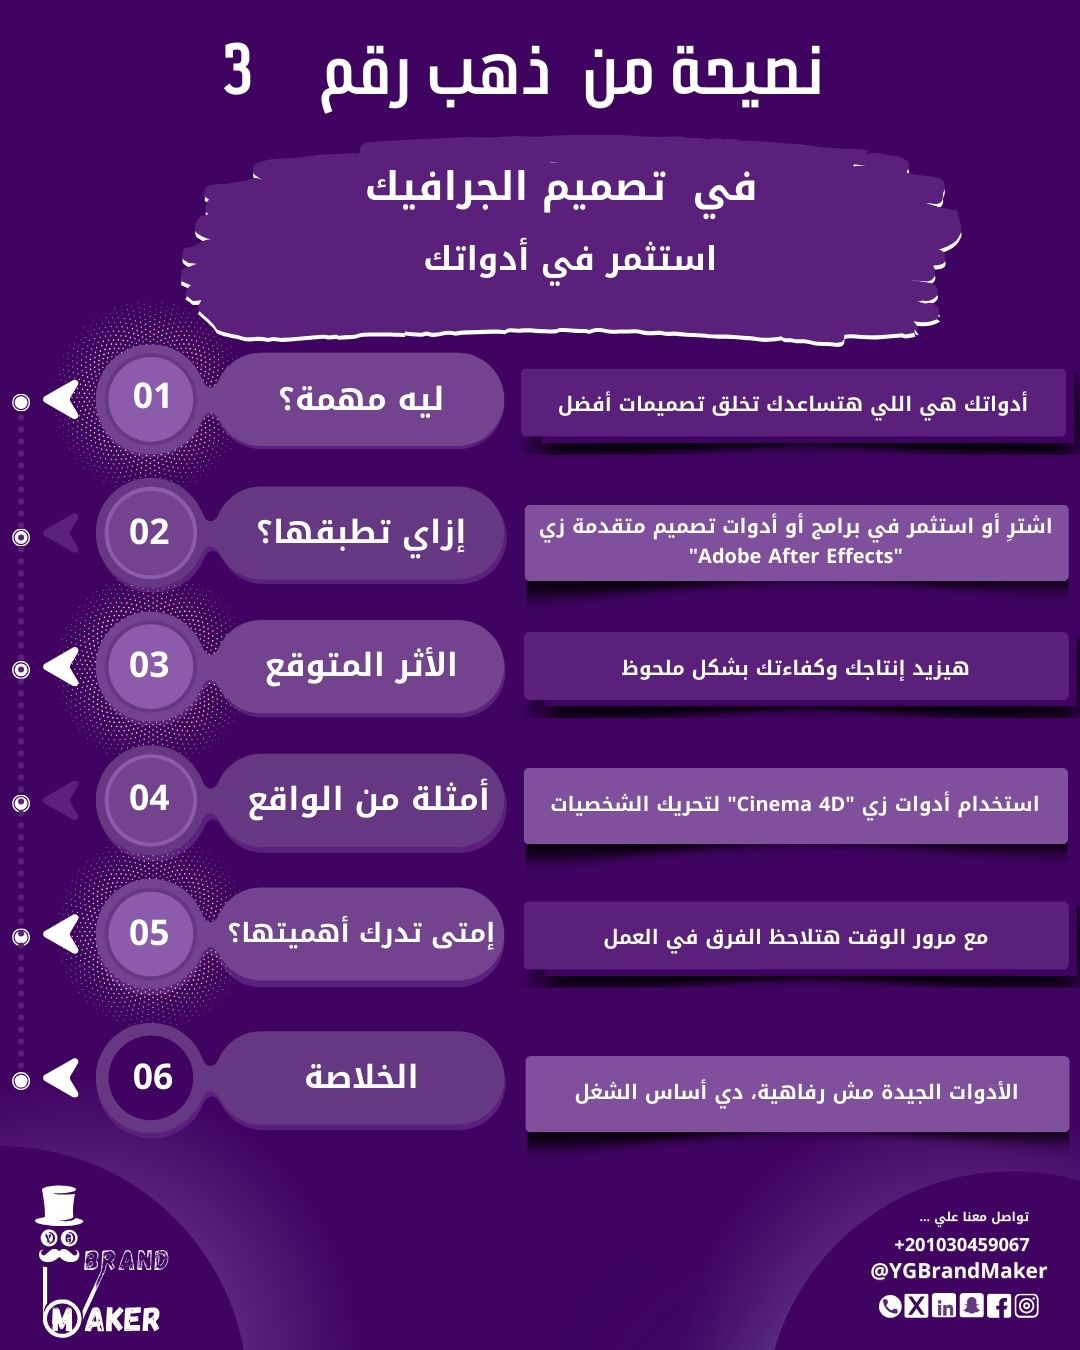 نصيحة من ذهب رقم 3
في تصميم الجرافيك
استثمر في أدواتك
01
ليه مهمة؟
أدواتك هي اللي هتساعدك تخلق تصميمات أفضل
02
إزاي تطبقها؟
اشترِ أو استثمر في برامج أو أدوات تصميم متقدمة زي
"Adobe After Effects"
03
الأثر المتوقع
هيزيد إنتاجك وكفاءتك بشكل ملحوظ
04
أمثلة من الواقع
استخدام أدوات زي "Cinema 4D" لتحريك الشخصيات
05
إمتى تدرك أهميتها؟
مع مرور الوقت هتلاحظ الفرق في العمل
06
الخلاصة
الأدوات الجيدة مش رفاهية، دي أساس الشغل
تواصل معنا علي ...
+201030459067
@YGBrandMaker
YG
BRAND
MAKER